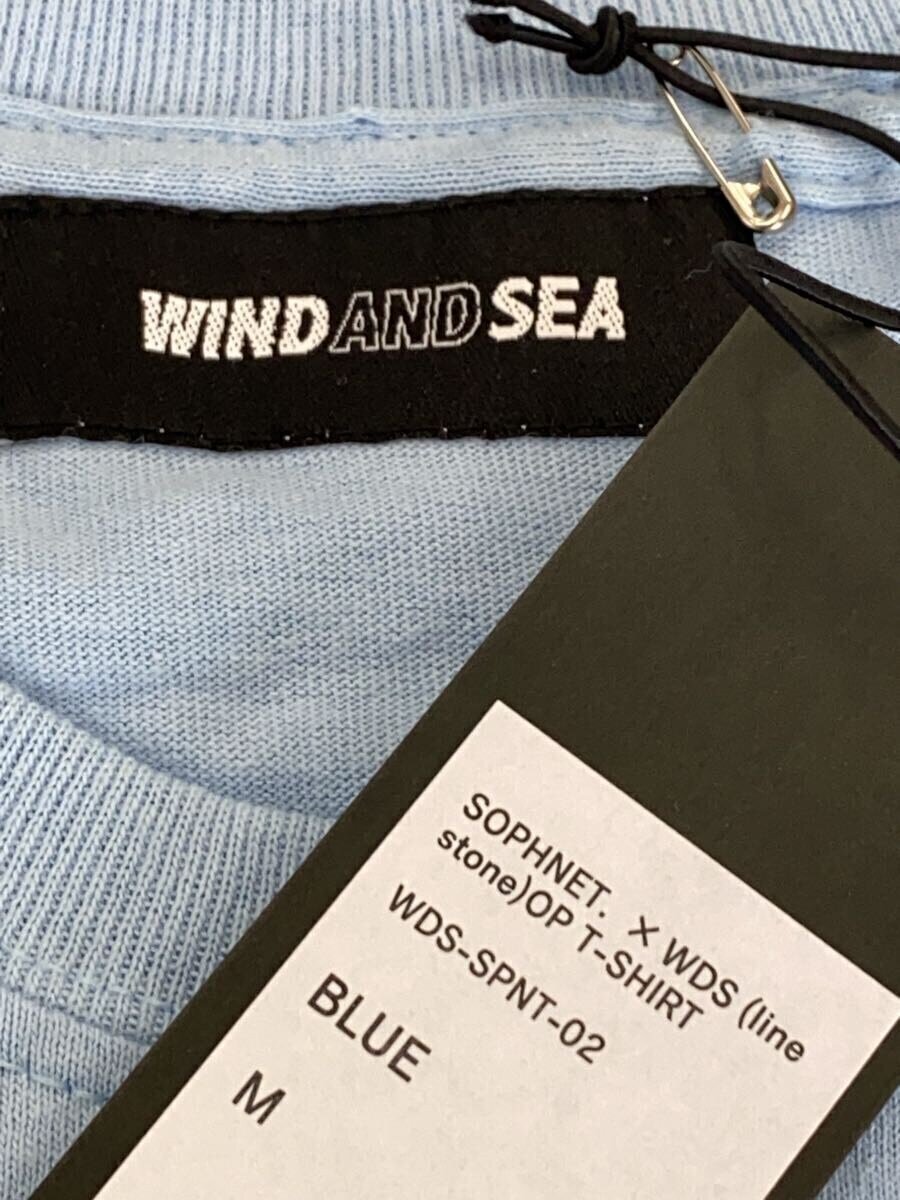 WIND AND SEA
SOPHNET. × WDS (line
stone)OP T-SHIRT
WDS-SPNT-02
BLUE
M